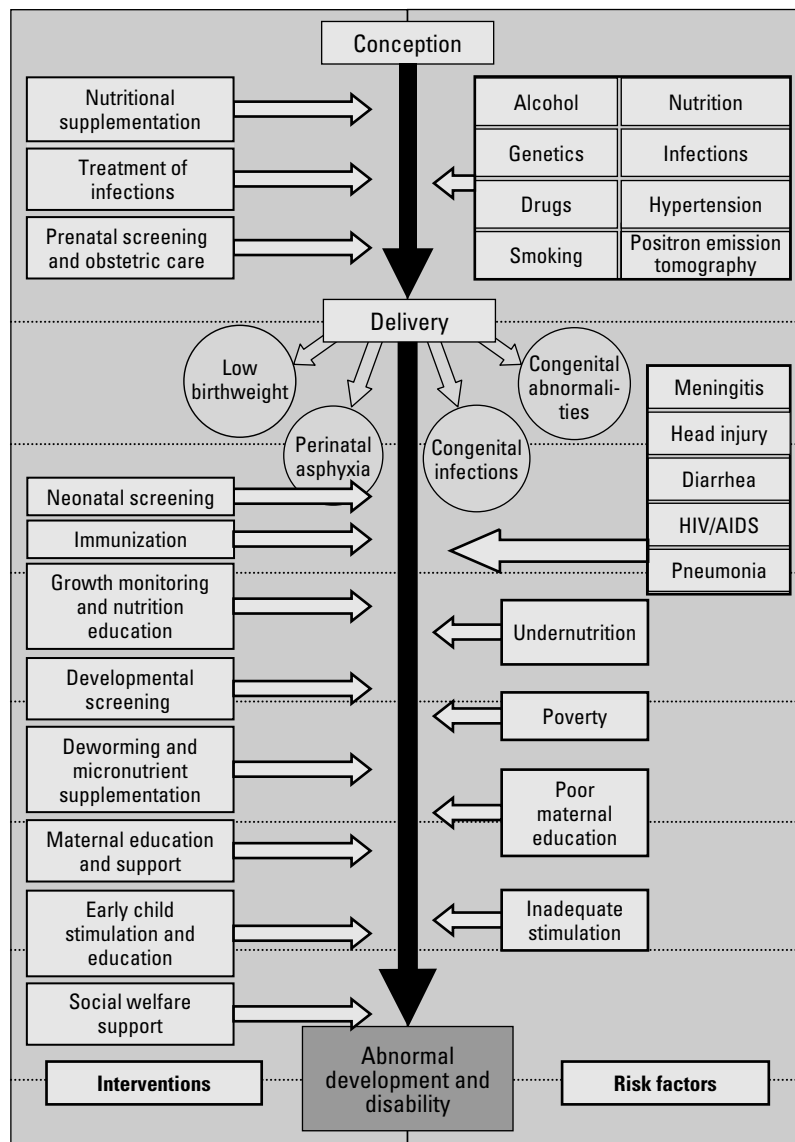 Conception
Nutritional
supplementation
Treatment of
infections
Prenatal screening
and obstetric care
Alcohol
Nutrition
Genetics
Infections
Drugs
Hypertension
Smoking
Positron emission
tomography
Delivery
Low
birthweight
Perinatal
asphyxia
Congenital
infections
Congenital
abnormali-
ties
Meningitis
Head injury
Diarrhea
HIV/AIDS
Pneumonia
Neonatal screening
Immunization
Growth monitoring
and nutrition
education
Developmental
screening
Deworming and
micronutrient
supplementation
Maternal education
and support
Early child
stimulation and
education
Social welfare
support
Undernutrition
Poverty
Poor
maternal
education
Inadequate
stimulation
Interventions
Abnormal
development and
disability
Risk factors